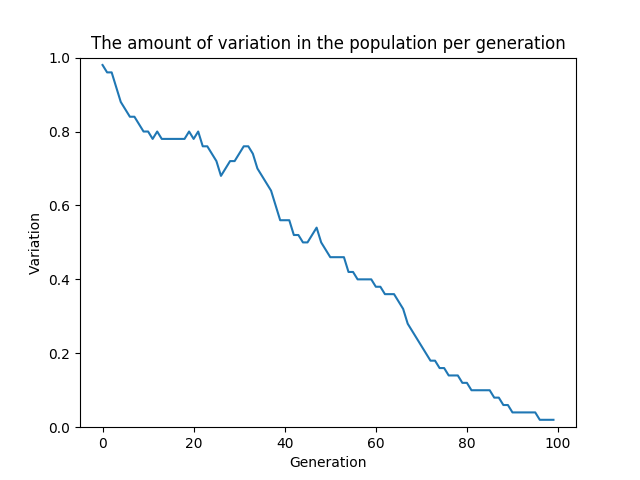 The amount of variation in the population per generation
1.0
0.8
0.6
0.4
0.2
0.0
Variation
0 20 40 60 80 100
Generation